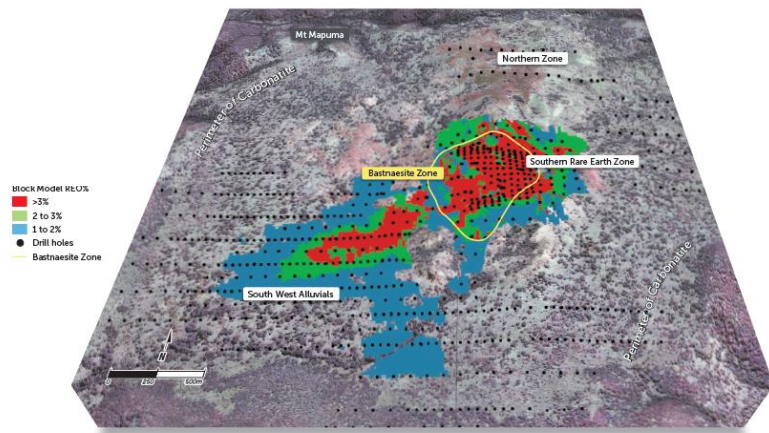 Mt Mapuma
Northern Zone
Perimeter of Carbonatite
Southern Rare Earth Zone
Bastnaesite Zone
Block Model REO%
>3%
2 to 3%
1 to 2%
Drill holes
Bastnaesite Zone
South West Alluvials
Perimeter of Carbonatite
0 250 500m